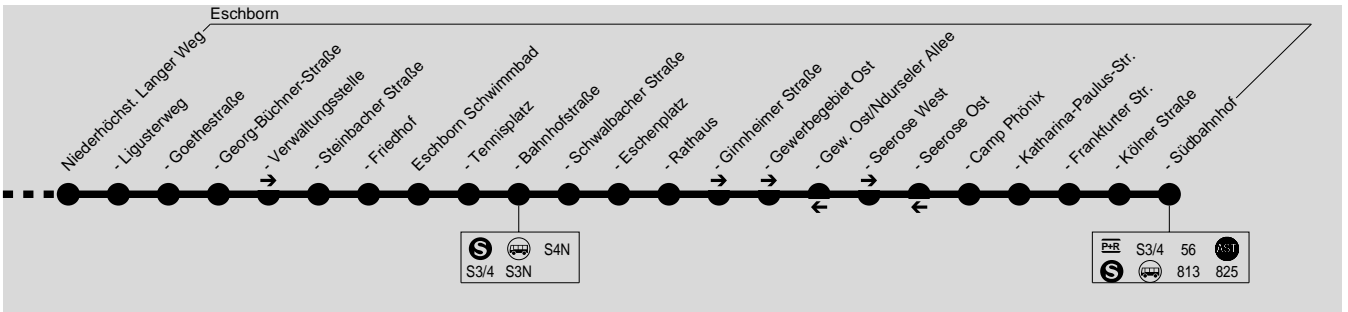 Eschborn
Niederhöchst. Langer Weg
- Ligusterweg
- Goethestraße
- Georg-Büchner-Straße
- Verwaltungsstelle
- Steinbacher Straße
- Friedhof
Eschborn Schwimmbad
- Tennisplatz
- Bahnhofstraße
- Schwalbacher Straße
- Eschenplatz
- Rathaus
- Ginnheimer Straße
- Gewerbegebiet Ost
- Gew. Ost/Ndurseler Allee
- Seerose West
- Seerose Ost
- Camp Phönix
- Katharina-Paulus-Str.
- Frankfurter Str.
- Kölner Straße
- Südbahnhof
S S4N
S3/4 S3N
P+R S3/4 56 AST
S 813 825